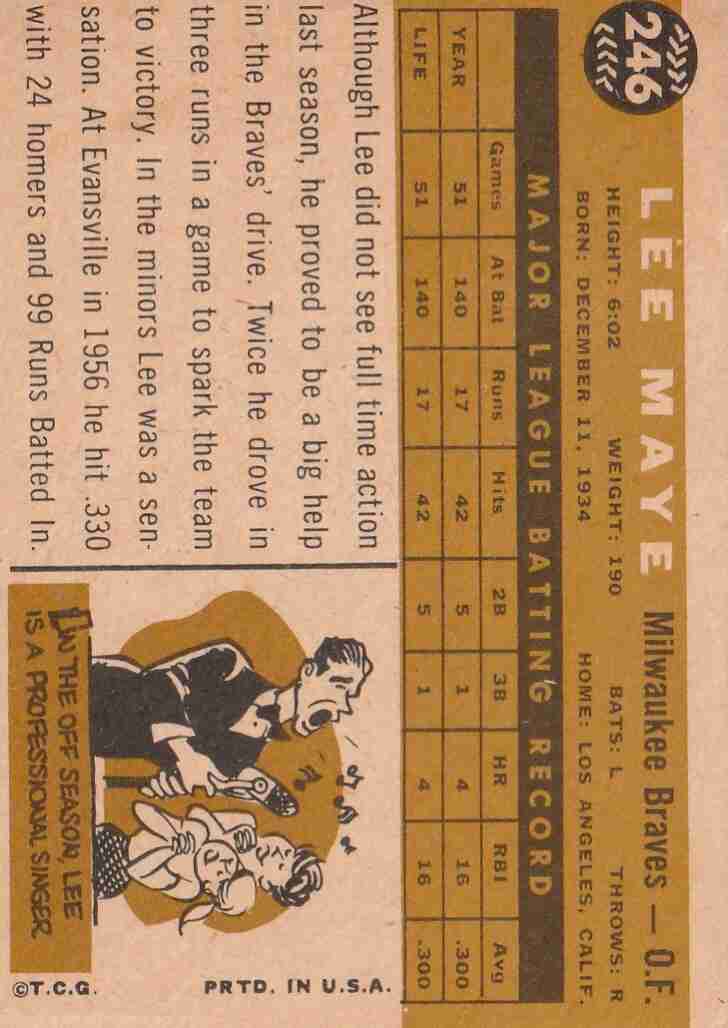 246
LEE MAYE Milwaukee Braves — O.F.
HEIGHT: 6:02 WEIGHT: 190 BATS: L THROWS: R
BORN: DECEMBER 11, 1934 HOME: LOS ANGELES, CALIF.
MAJOR LEAGUE BATTING RECORD
Games At Bat Runs Hits 2B 3B HR RBI Avg
YEAR 51 140 17 42 5 1 4 16 .300
LIFE 51 140 17 42 5 1 4 16 .300
Although Lee did not see full time action
last season, he proved to be a big help
in the Braves' drive. Twice he drove in
three runs in a game to spark the team
to victory. In the minors Lee was a sen-
sation. At Evansville in 1956 he hit .330
with 24 homers and 99 Runs Batted In.
IN THE OFF SEASON, LEE
IS A PROFESSIONAL SINGER
PRTD. IN U.S.A.
©T.C.G.